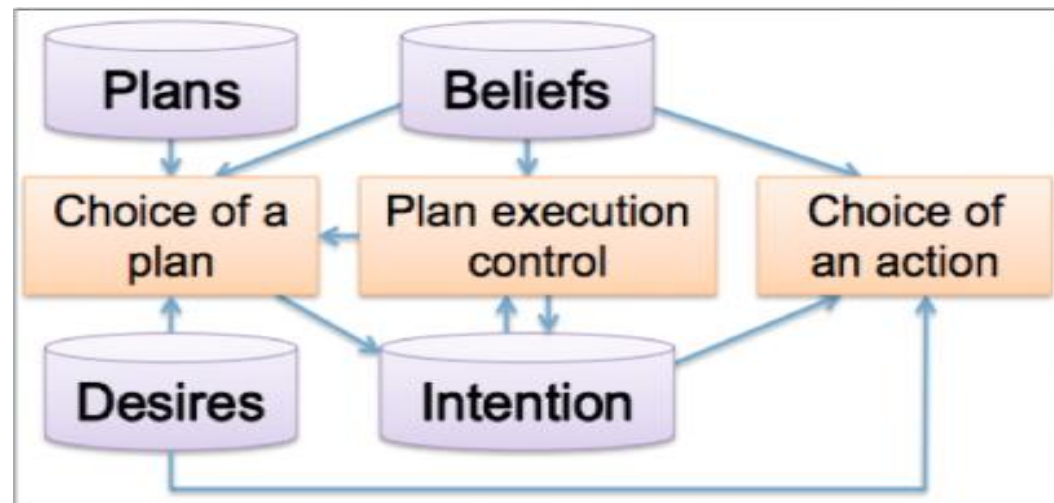 Plans
Beliefs
Choice of a
plan
Plan execution
control
Choice of
an action
Desires
Intention